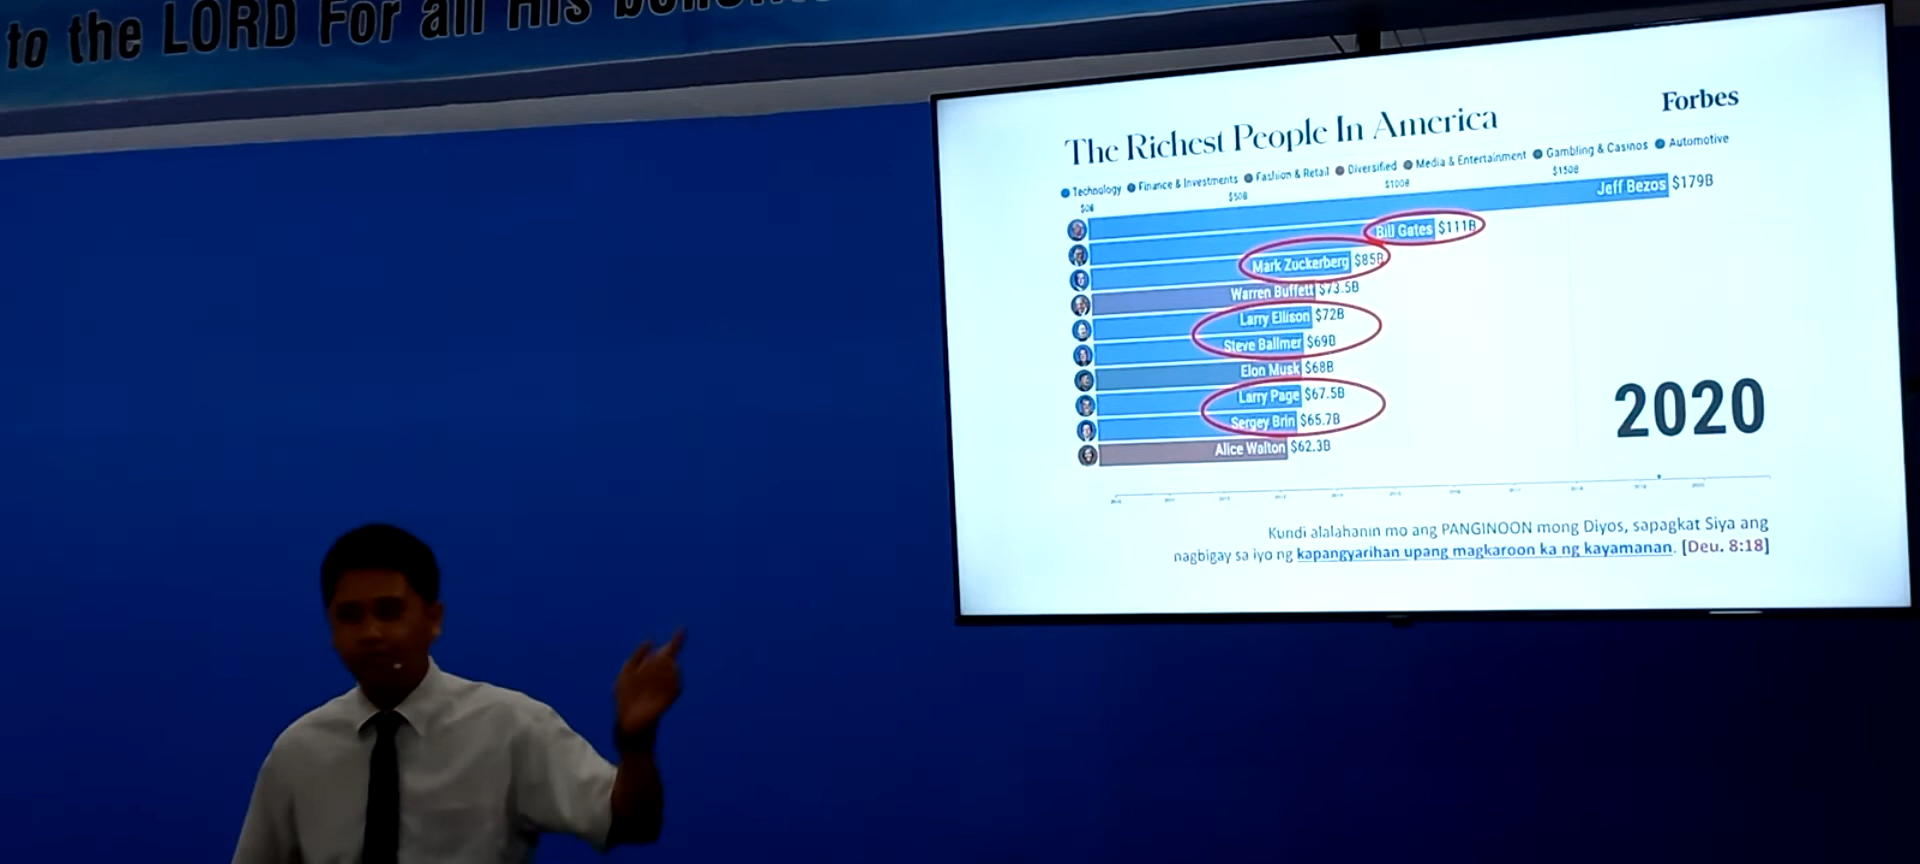 to the LORD For all His
Forbes
The Richest People In America
Technology Finance & Investments Fashion & Retail Diversified Media & Entertainment Gambling & Casinos Automotive
$0B $50B $100B $150B
Jeff Bezos $179B
Bill Gates $111B
Mark Zuckerberg $85B
Warren Buffett $73.5B
Larry Ellison $72B
Steve Ballmer $69B
Elon Musk $68B
Larry Page $67.5B
Sergey Brin $65.7B
Alice Walton $62.3B
2020
Kundi alalahanin mo ang PANGINOON mong Diyos, sapagkat Siya ang
nagbigay sa iyo ng kapangyarihan upang magkaroon ka ng kayamanan. [Deu. 8:18]